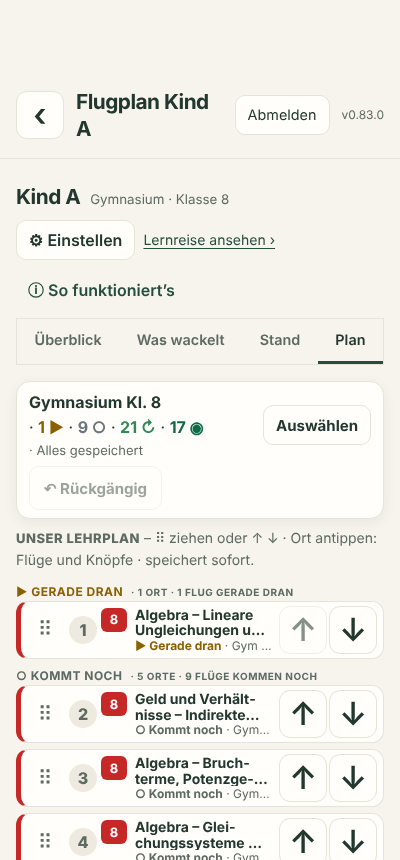 ‹
Flugplan Kind
A
Abmelden
v0.83.0
Kind A Gymnasium · Klasse 8
⚙ Einstellen
Lernreise ansehen ›
ⓘ So funktioniert’s
Überblick
Was wackelt
Stand
Plan
Gymnasium Kl. 8
· 1 ▶ · 9 ○ · 21 ↻ · 17 ◉
· Alles gespeichert
Auswählen
↶ Rückgängig
UNSER LEHRPLAN – ⠿ ziehen oder ↑ ↓ · Ort antippen:
Flüge und Knöpfe · speichert sofort.
▶ GERADE DRAN · 1 ORT · 1 FLUG GERADE DRAN
⠿ 1 8
Algebra – Lineare
Ungleichungen u…
▶ Gerade dran · Gym …
↑ ↓
○ KOMMT NOCH · 5 ORTE · 9 FLÜGE KOMMEN NOCH
⠿ 2 8
Geld und Verhält-
nisse – Indirekte…
○ Kommt noch · Gym…
↑ ↓
⠿ 3 8
Algebra – Bruch-
terme, Potenzge-…
○ Kommt noch · Gym…
↑ ↓
⠿ 4 8
Algebra – Glei-
chungssysteme …
○ Kommt noch · Gym…
↑ ↓